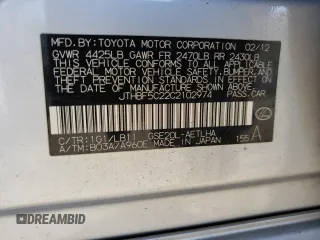 MFD.BY:TOYOTA MOTOR CORPORATION 02/12
GVWR 4425LB GAWR FR 2470LB RR 2430LB
THIS VEHICLE CONFORMS TO ALL
APPLICABLE FEDERAL MOTOR VEHICLE
SAFETY, BUMPER, AND
THEFT PREVENTION STANDARDS IN EFFECT
ON THE DATE OF MANUFACTURE SHOWN ABOVE.
JTHBF5C22C2102974
PASS. CAR
C/TR:1G1/LB11 GSE20L-AETLHA
A/TM:B03A/A960E MADE IN JAPAN 155 A
DREAMBID